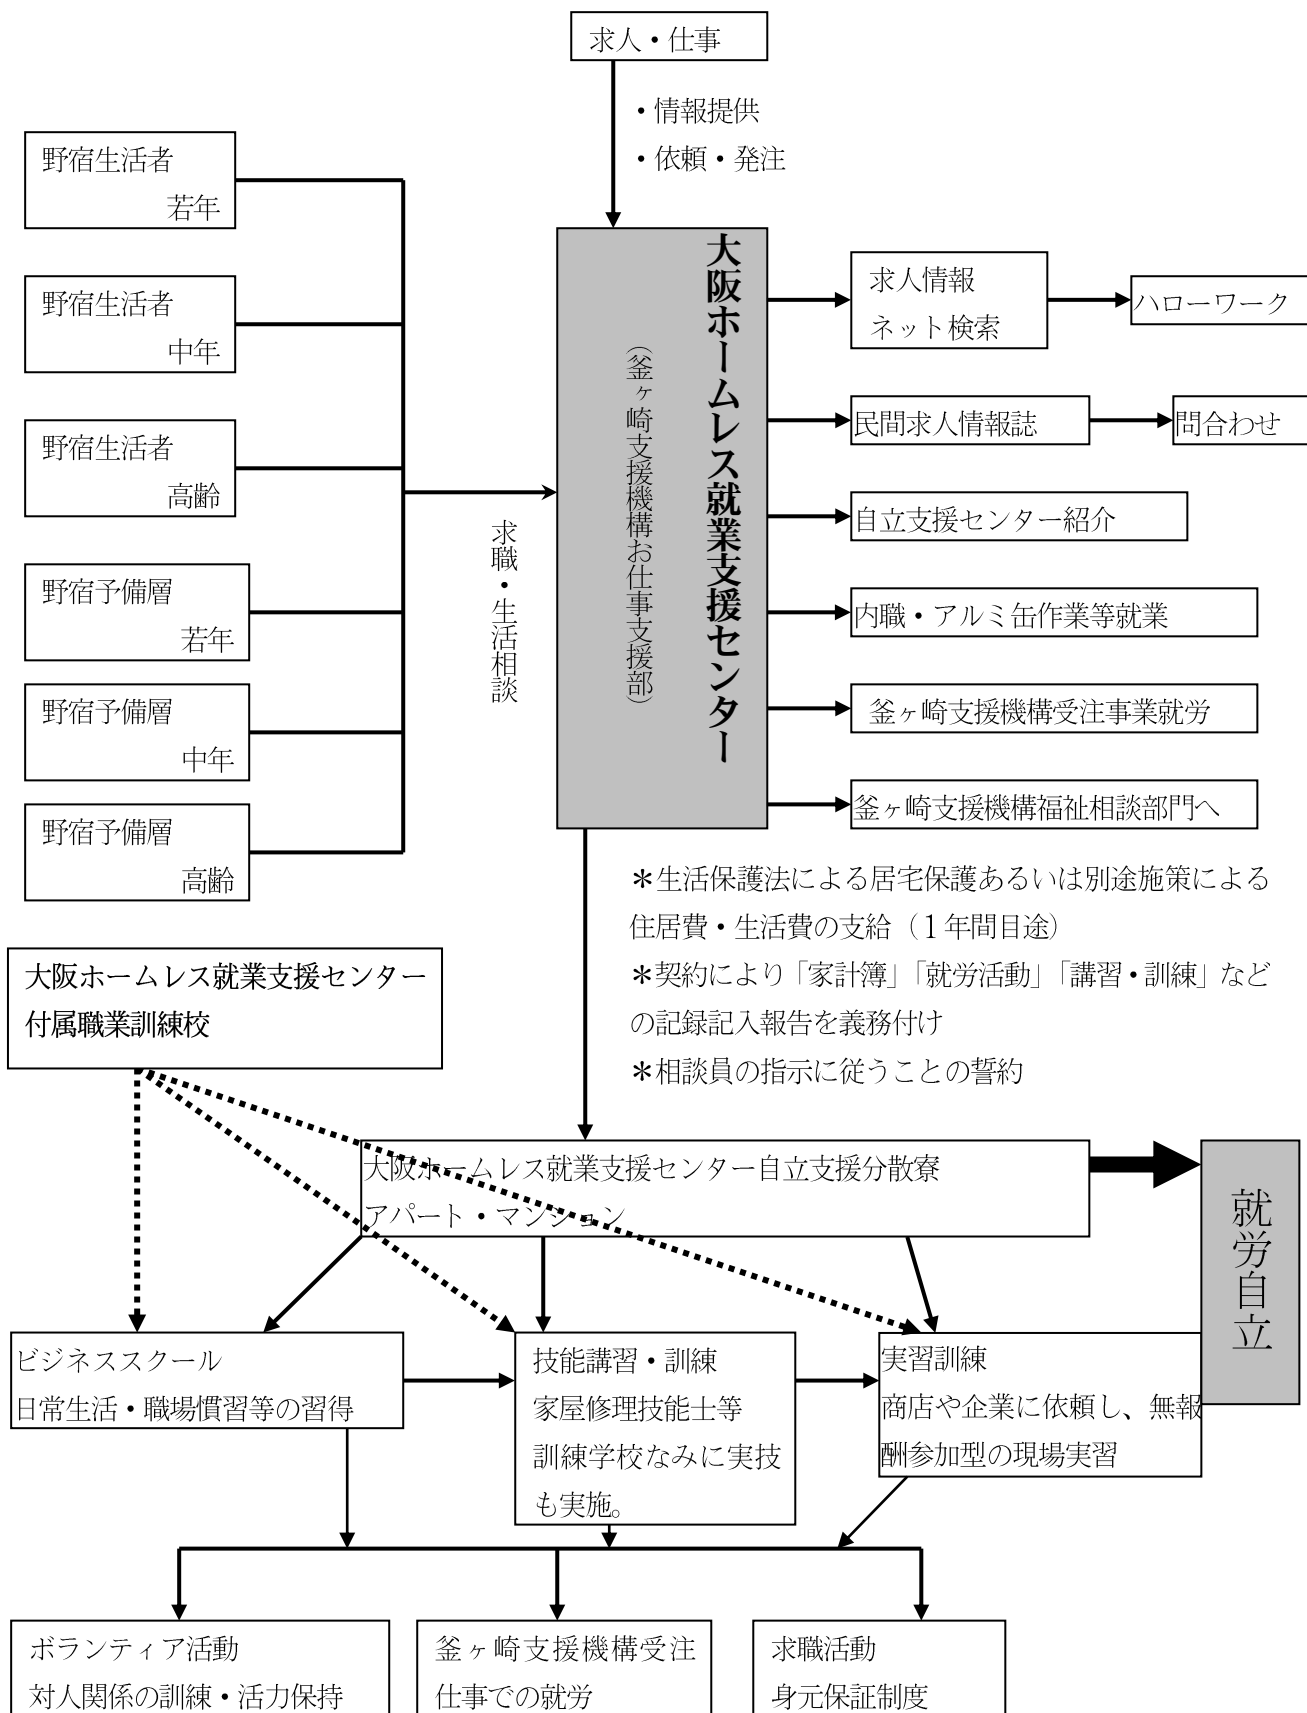 求人・仕事
・情報提供
・依頼・発注
野宿生活者
若年
野宿生活者
中年
野宿生活者
高齢
野宿予備層
若年
野宿予備層
中年
野宿予備層
高齢
求職・生活相談
大阪ホームレス就業支援センター
（釜ヶ崎支援機構お仕事支援部）
求人情報
ネット検索
ハローワーク
民間求人情報誌
問合わせ
自立支援センター紹介
内職・アルミ缶作業等就業
釜ヶ崎支援機構受注事業就労
釜ヶ崎支援機構福祉相談部門へ
＊生活保護法による居宅保護あるいは別途施策による
住居費・生活費の支給（１年間目途）
＊契約により「家計簿」「就労活動」「講習・訓練」など
の記録記入報告を義務付け
＊相談員の指示に従うことの誓約
大阪ホームレス就業支援センター
付属職業訓練校
大阪ホームレス就業支援センター自立支援分散寮
アパート・マンション
就労自立
ビジネススクール
日常生活・職場慣習等の習得
技能講習・訓練
家屋修理技能士等
訓練学校なみに実技
も実施。
実習訓練
商店や企業に依頼し、無報
酬参加型の現場実習
ボランティア活動
対人関係の訓練・活力保持
釜ヶ崎支援機構受注
仕事での就労
求職活動
身元保証制度